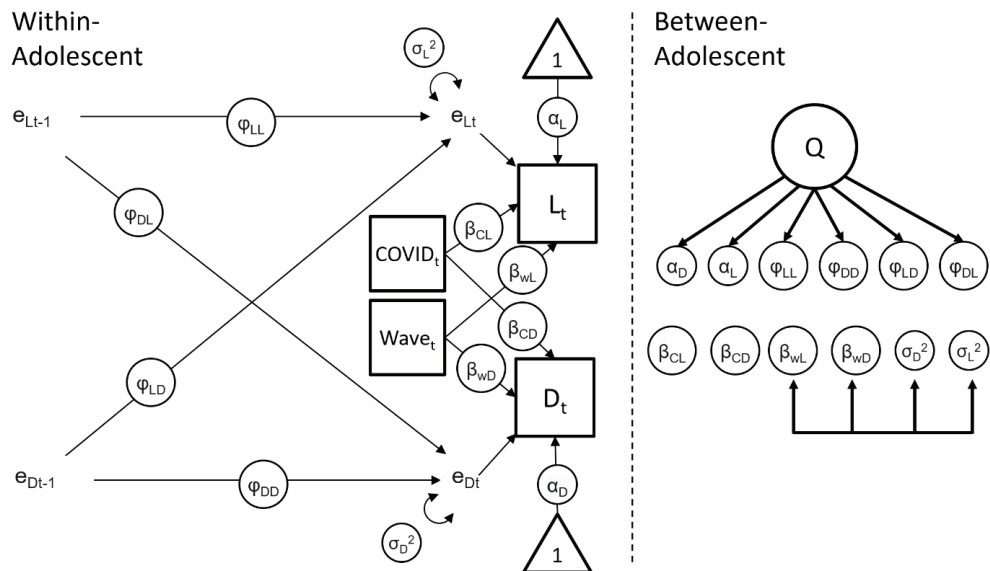 Within-
Adolescent
Between-
Adolescent
σL²
1
eLt-1
φLL
eLt
αL
Lt
φDL
βCL
COVIDt
βwL
Wavet
βCD
βwD
φLD
Dt
eDt-1
φDD
eDt
αD
σD²
1
Q
αD αL φLL φDD φLD φDL
βCL βCD βwL βwD σD² σL²